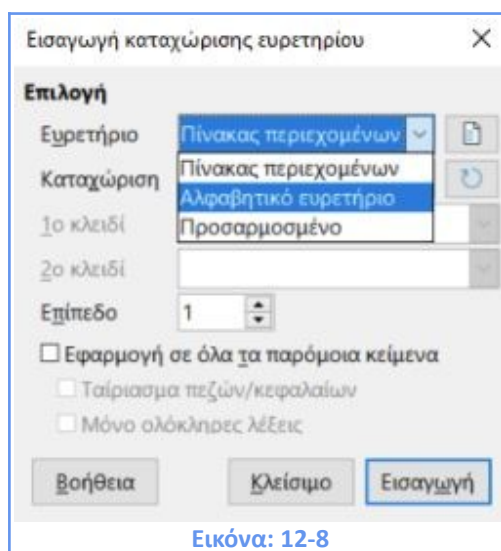 Εισαγωγή καταχώρισης ευρετηρίου
Επιλογή
Ευρετήριο Πίνακας περιεχομένων
Πίνακας περιεχομένων
Καταχώριση
Αλφαβητικό ευρετήριο
Προσαρμοσμένο
1ο κλειδί
2ο κλειδί
Επίπεδο 1
Εφαρμογή σε όλα τα παρόμοια κείμενα
Ταίριασμα πεζών/κεφαλαίων
Μόνο ολόκληρες λέξεις
Βοήθεια Κλείσιμο Εισαγωγή
Εικόνα: 12-8